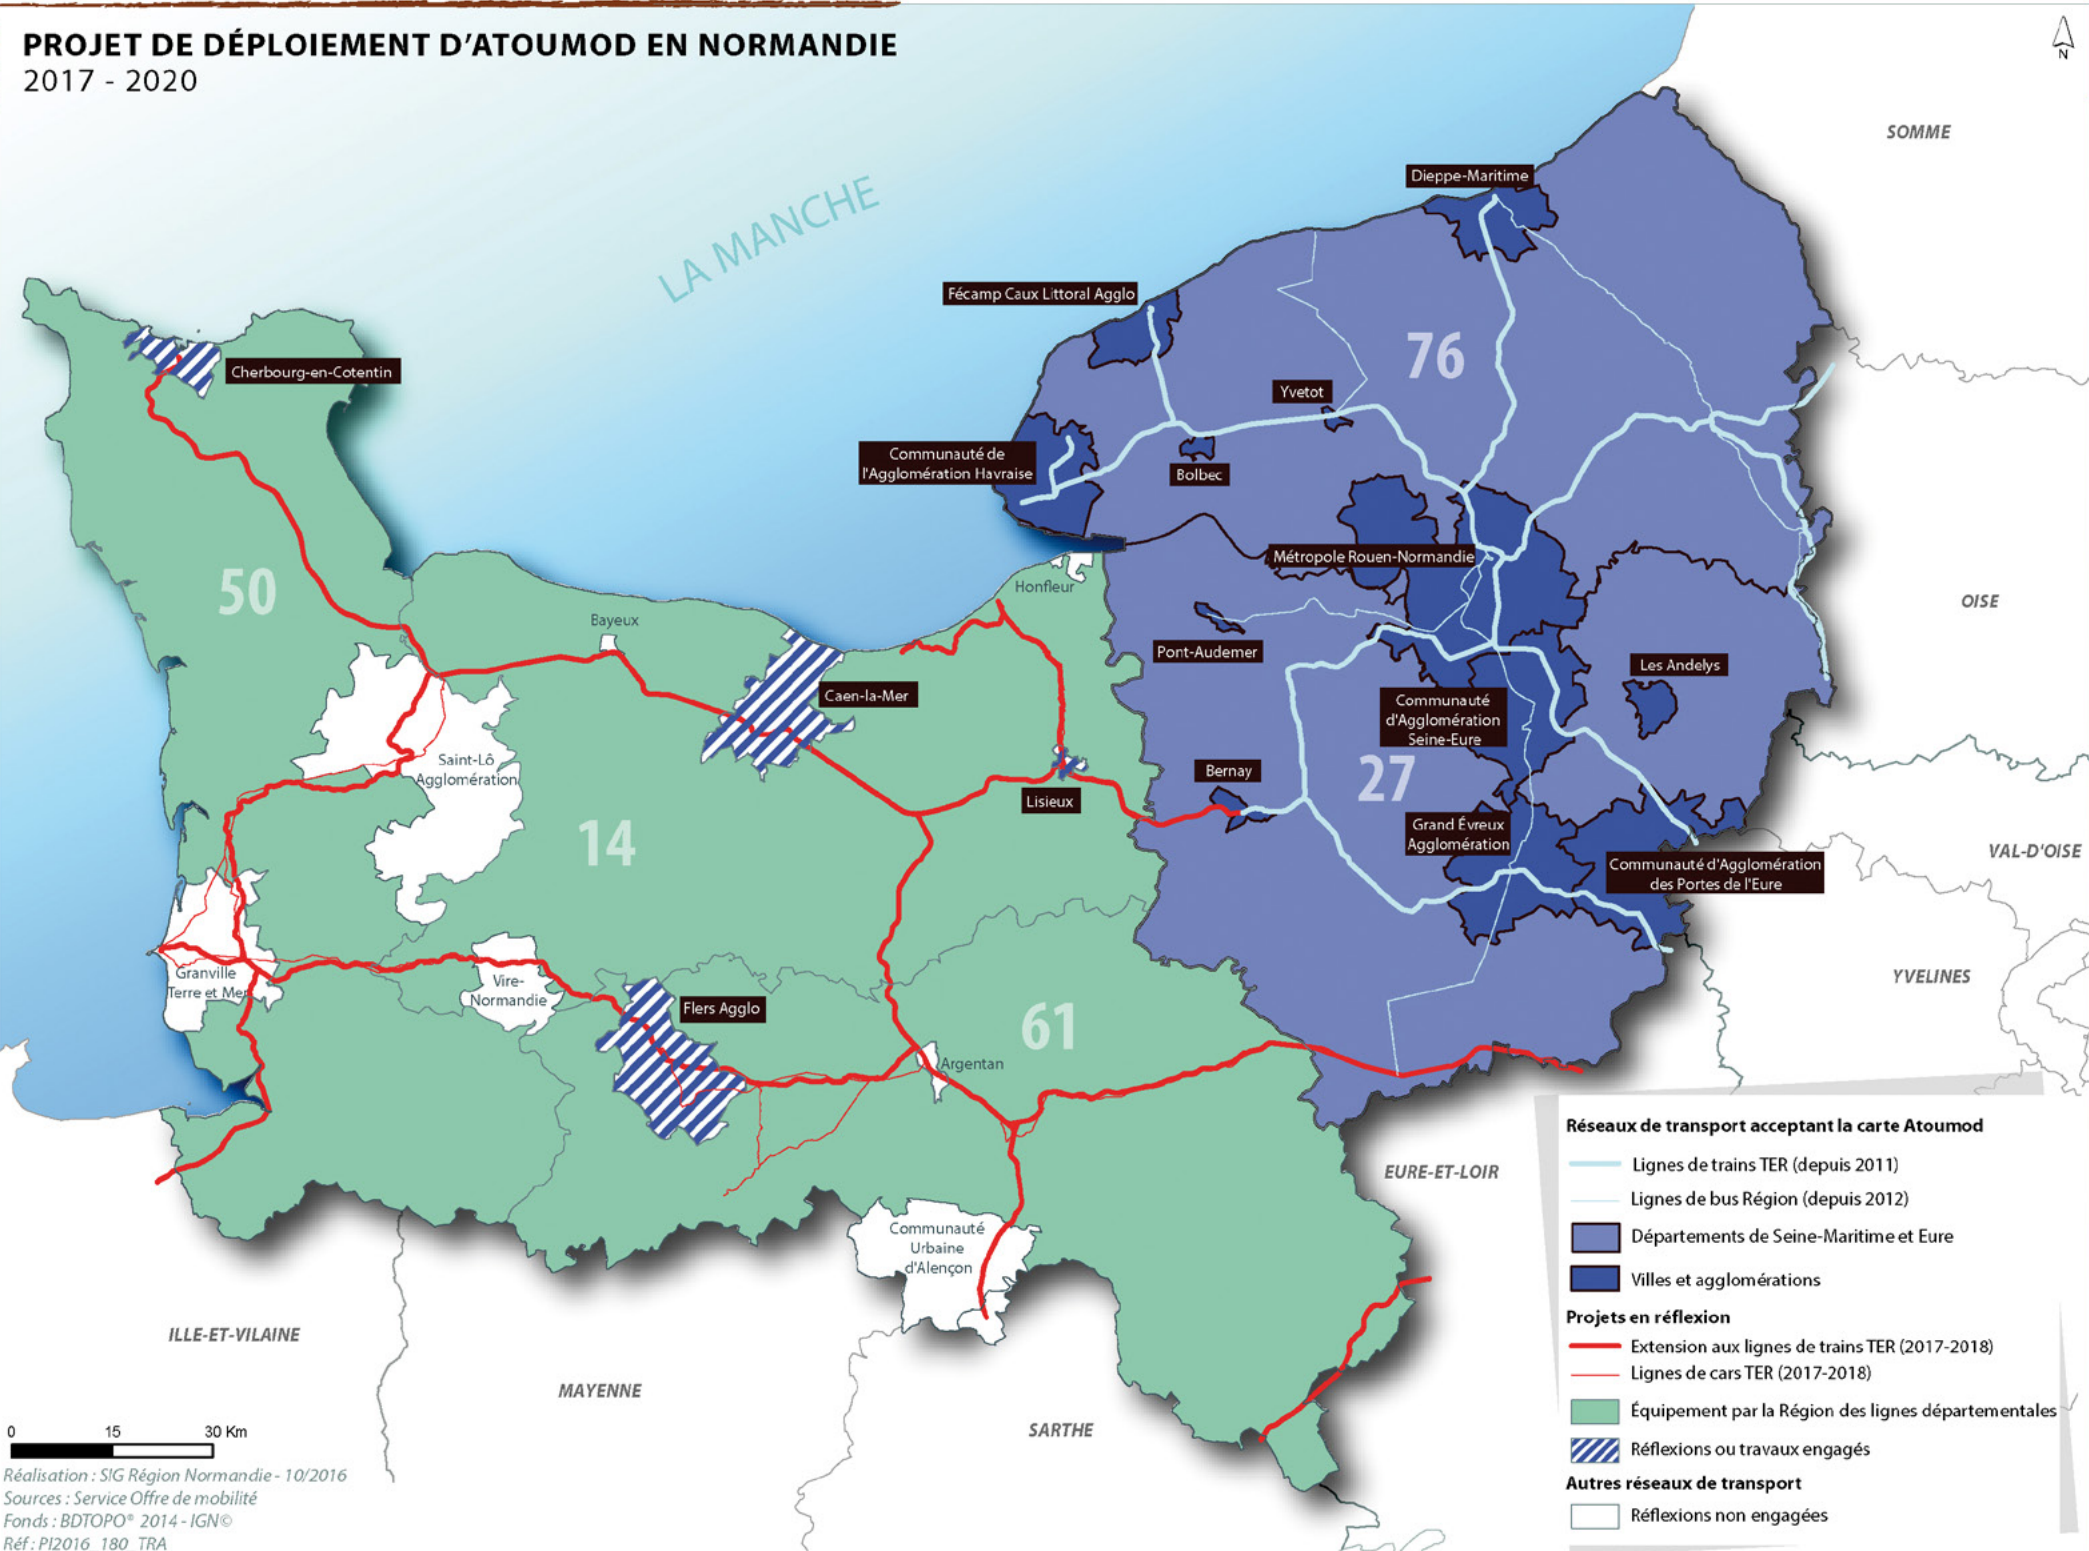 PROJET DE DÉPLOIEMENT D'ATOUMOD EN NORMANDIE
2017 - 2020
N
SOMME
LA MANCHE
Dieppe-Maritime
Fécamp Caux Littoral Agglo
76
Cherbourg-en-Cotentin
Yvetot
Communauté de
l'Agglomération Havraise
Bolbec
Métropole Rouen-Normandie
50
Honfleur
OISE
Bayeux
Pont-Audemer
Les Andelys
Caen-la-Mer
Communauté
d'Agglomération
Seine-Eure
Saint-Lô
Agglomération
Bernay
27
Lisieux
14
Grand Évreux
Agglomération
VAL-D'OISE
Communauté d'Agglomération
des Portes de l'Eure
Granville
Terre et Mer
Vire-
Normandie
YVELINES
Flers Agglo
61
Argentan
EURE-ET-LOIR
Communauté
Urbaine
d'Alençon
ILLE-ET-VILAINE
MAYENNE
SARTHE
Réseaux de transport acceptant la carte Atoumod
Lignes de trains TER (depuis 2011)
Lignes de bus Région (depuis 2012)
Départements de Seine-Maritime et Eure
Villes et agglomérations
Projets en réflexion
Extension aux lignes de trains TER (2017-2018)
Lignes de cars TER (2017-2018)
Équipement par la Région des lignes départementales
Réflexions ou travaux engagés
Autres réseaux de transport
Réflexions non engagées
0 15 30 Km
Réalisation : SIG Région Normandie - 10/2016
Sources : Service Offre de mobilité
Fonds : BDTOPO® 2014 - IGN©
Réf : PI2016_180_TRA